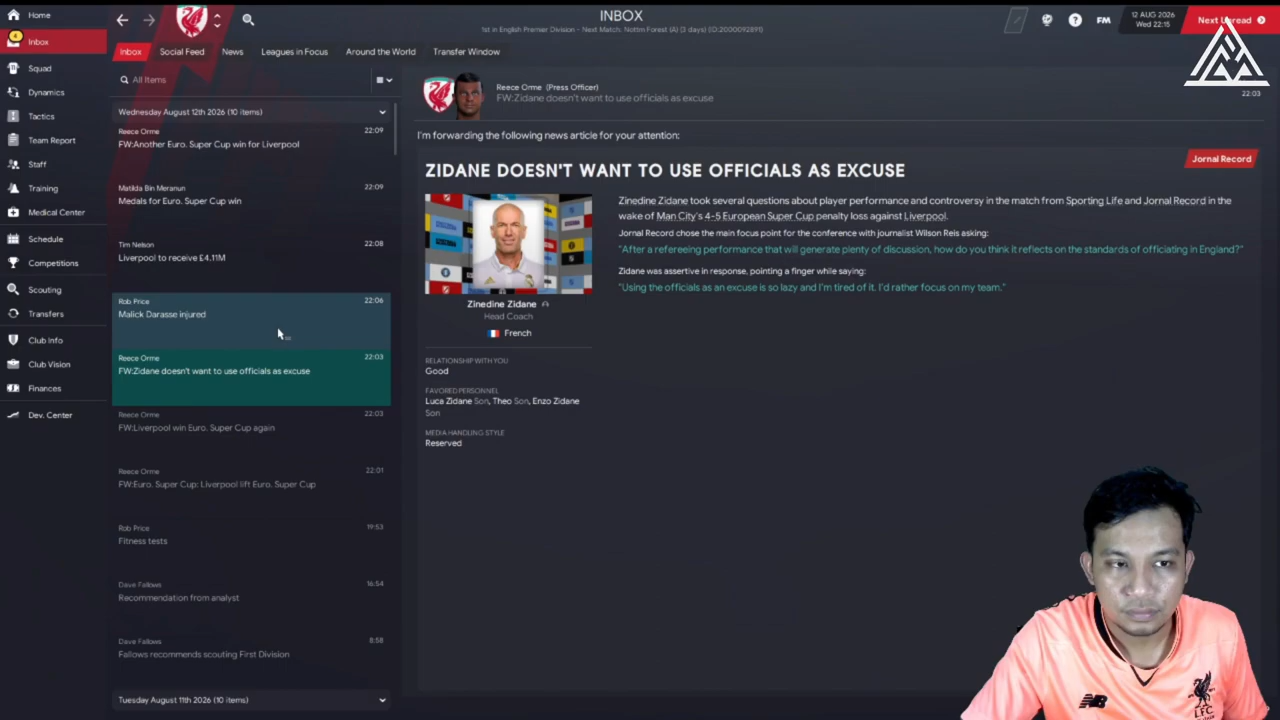 Home
4
Inbox
Squad
Dynamics
Tactics
Team Report
Staff
Training
Medical Center
Schedule
Competitions
Scouting
Transfers
Club Info
Club Vision
Finances
Dev. Center
INBOX
1st in English Premier Division - Next Match: Nottm Forest (A) (3 days) (ID:2000092891)
FM
12 AUG 2026
Wed 22:15
Next Unread
Inbox
Social Feed
News
Leagues in Focus
Around the World
Transfer Window
All Items
Wednesday August 12th 2026 (10 items)
Reece Orme
22:09
FW:Another Euro. Super Cup win for Liverpool
Matilda Bin Meranun
22:09
Medals for Euro. Super Cup win
Tim Nelson
22:08
Liverpool to receive £4.11M
Rob Price
22:06
Malick Darasse injured
Reece Orme
22:03
FW:Zidane doesn't want to use officials as excuse
Reece Orme
22:03
FW:Liverpool win Euro. Super Cup again
Reece Orme
22:01
FW:Euro. Super Cup: Liverpool lift Euro. Super Cup
Rob Price
19:53
Fitness tests
Dave Fallows
16:54
Recommendation from analyst
Dave Fallows
8:58
Fallows recommends scouting First Division
Tuesday August 11th 2026 (10 items)
Reece Orme (Press Officer)
FW:Zidane doesn't want to use officials as excuse
22:03
I'm forwarding the following news article for your attention:
ZIDANE DOESN'T WANT TO USE OFFICIALS AS EXCUSE
Jornal Record
Zinedine Zidane
Head Coach
French
RELATIONSHIP WITH YOU
Good
FAVORED PERSONNEL
Luca Zidane Son, Theo Son, Enzo Zidane
Son
MEDIA HANDLING STYLE
Reserved
Zinedine Zidane took several questions about player performance and controversy in the match from Sporting Life and Jornal Record in the
wake of Man City's 4-5 European Super Cup penalty loss against Liverpool.
Jornal Record chose the main focus point for the conference with journalist Wilson Reis asking:
"After a refereeing performance that will generate plenty of discussion, how do you think it reflects on the standards of officiating in England?"
Zidane was assertive in response, pointing a finger while saying:
"Using the officials as an excuse is so lazy and I'm tired of it. I'd rather focus on my team."
LFC